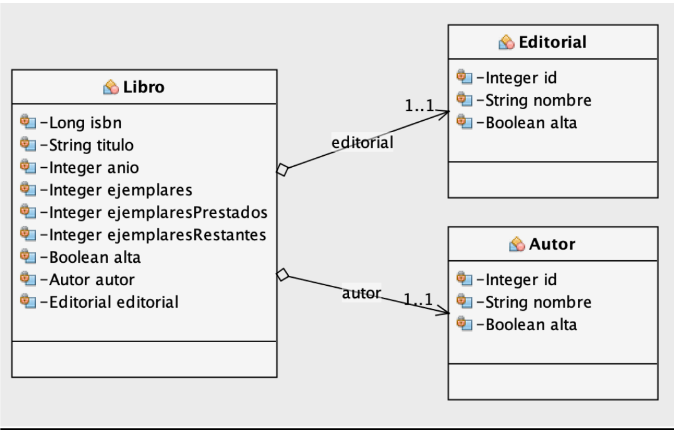 Libro
-Long isbn
-String titulo
-Integer anio
-Integer ejemplares
-Integer ejemplaresPrestados
-Integer ejemplaresRestantes
-Boolean alta
-Autor autor
-Editorial editorial
editorial
1..1
autor
1..1
Editorial
-Integer id
-String nombre
-Boolean alta
Autor
-Integer id
-String nombre
-Boolean alta